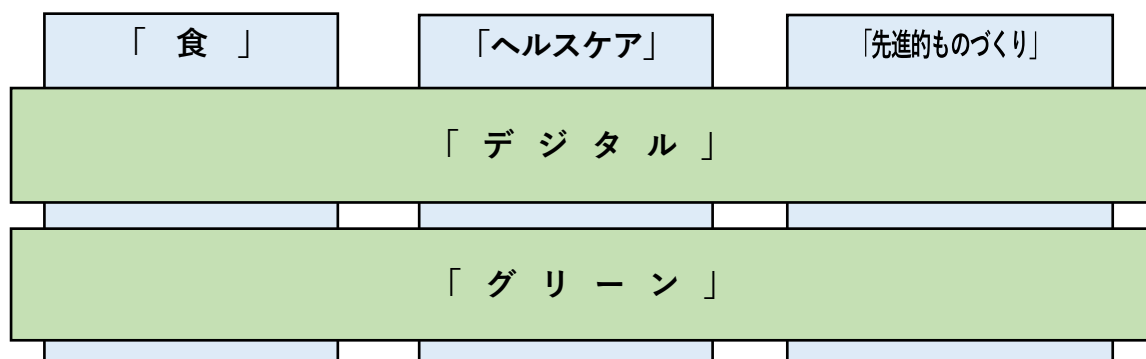 「 食 」
「ヘルスケア」
「先進的ものづくり」
「 デ ジ タ ル 」
「 グ リ ー ン 」